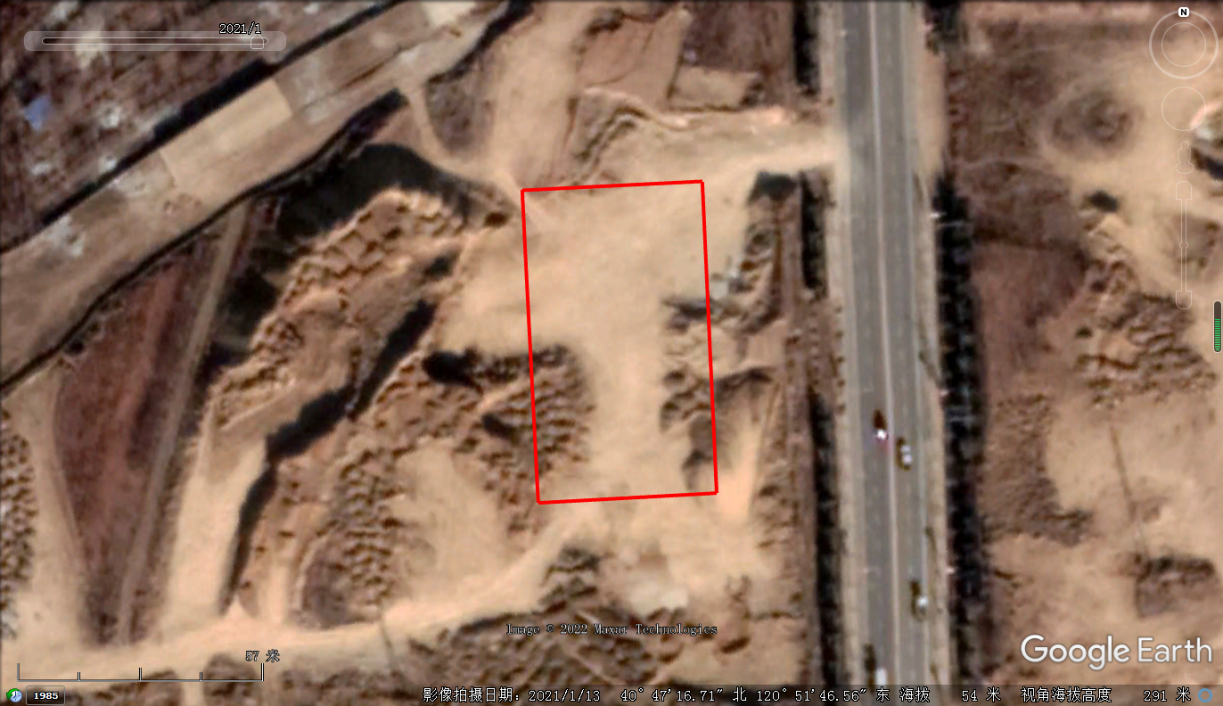 2021/1
N
Image © 2022 Maxar Technologies
57 米
Google Earth
1985
影像拍摄日期: 2021/1/13 40°47'16.71" 北 120°51'46.56" 东 海拔 54 米 视角海拔高度 291 米